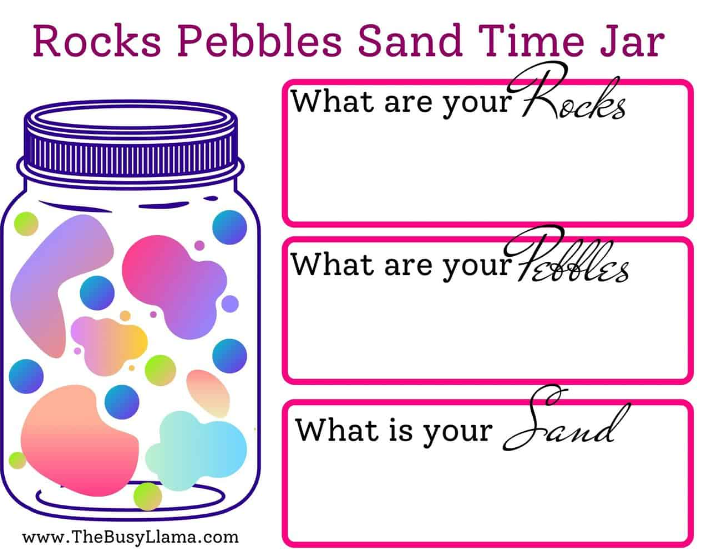 Rocks Pebbles Sand Time Jar
What are your Rocks
What are your Pebbles
What is your Sand
www.TheBusyLlama.com